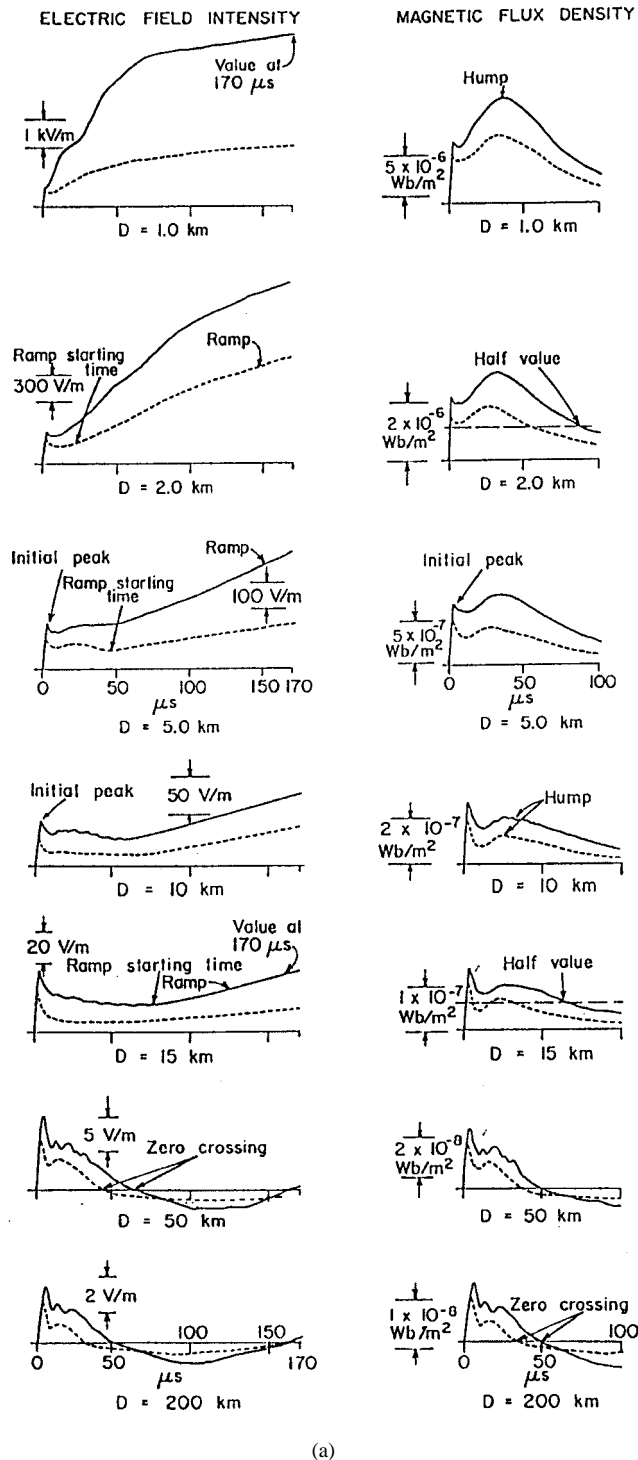 ELECTRIC FIELD INTENSITY
MAGNETIC FLUX DENSITY
Value at
170 μs
1 kV/m
D = 1.0 km
Hump
5 x 10-6
Wb/m2
D = 1.0 km
Ramp starting
time
300 V/m
Ramp
D = 2.0 km
Half value
2 x 10-6
Wb/m2
D = 2.0 km
Initial peak
Ramp starting
time
Ramp
100 V/m
0 50 100 150 170
μs
D = 5.0 km
Initial peak
5 x 10-7
Wb/m2
0 50 100
μs
D = 5.0 km
Initial peak
50 V/m
D = 10 km
Hump
2 x 10-7
Wb/m2
D = 10 km
20 V/m
Ramp starting time
Ramp
Value at
170 μs
D = 15 km
Half value
1 x 10-7
Wb/m2
D = 15 km
5 V/m
Zero crossing
D = 50 km
2 x 10-8
Wb/m2
D = 50 km
2 V/m
100 150
0 50 170
μs
D = 200 km
1 x 10-8
Wb/m2
Zero crossing
100
0 50
μs
D = 200 km
(a)